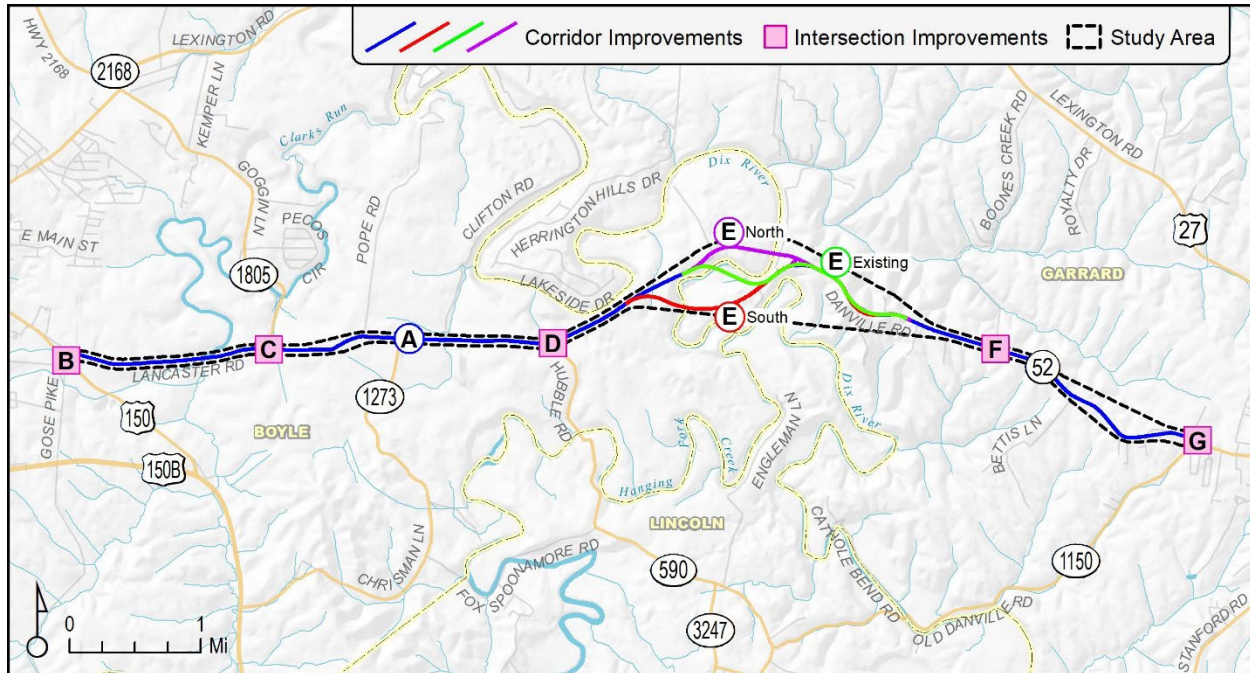 Corridor Improvements
Intersection Improvements
Study Area
HWY 2168
LEXINGTON RD
2168
KEMPER LN
Clarks Run
GOGGIN LN
PECOS
CIR
POPE RD
E MAIN ST
1805
CLIFTON RD
HERRINGTON HILLS DR
LAKESIDE DR
Dix River
E North
E Existing
E South
DANVILLE RD
BOONES CREEK RD
ROYALTY DR
LEXINGTON RD
27
GARRARD
B
C
A
D
F
52
G
LANCASTER RD
GOSE PIKE
150
150B
BOYLE
1273
HUBBLE RD
Hanging
Fork
Creek
ENGLEMAN LN
Dix River
BETTIS LN
CHRISMAN LN
FOX SPOONAMORE RD
LINCOLN
590
3247
CATHOLE BEND RD
OLD DANVILLE RD
1150
STANFORD RD
0 1
Mi